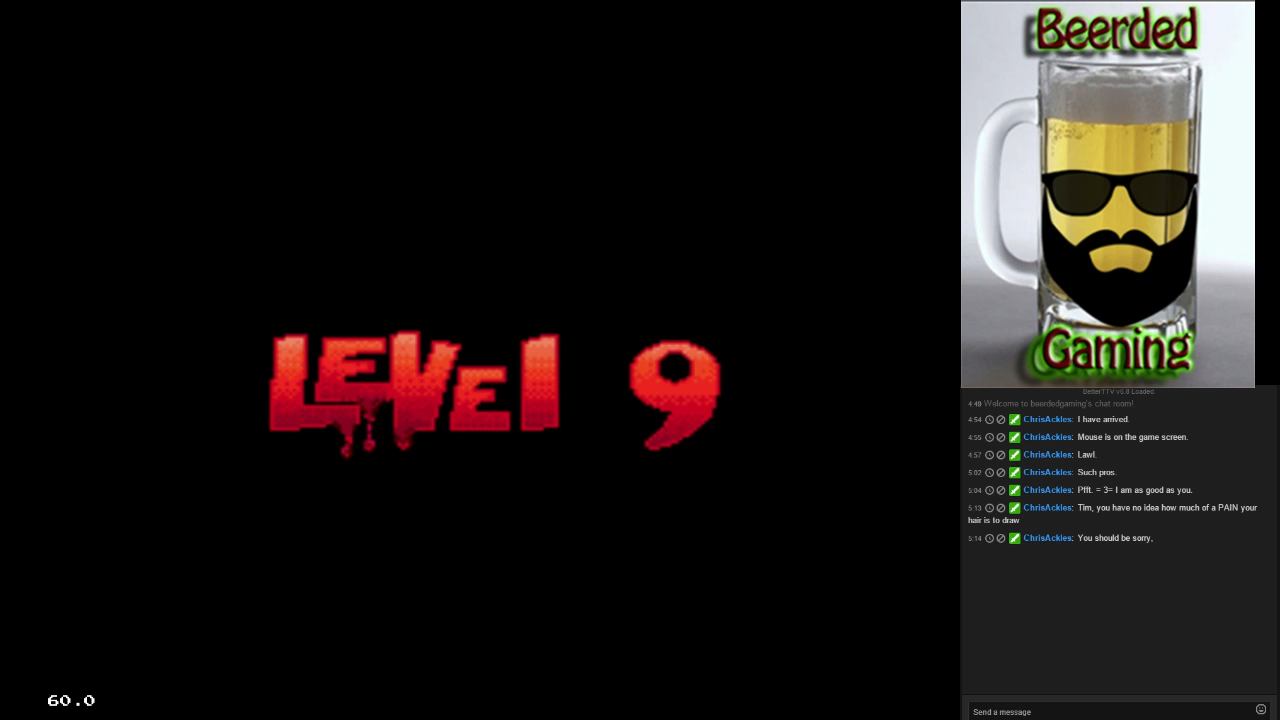 Beerded
Gaming
LEVEL 9
60.0
BetterTTV v6.8 Loaded.
4:48 Welcome to beerdedgaming's chat room!
4:54 ChrisAckles: I have arrived.
4:55 ChrisAckles: Mouse is on the game screen.
4:57 ChrisAckles: Lawl.
5:02 ChrisAckles: Such pros.
5:04 ChrisAckles: Pfft. = 3= I am as good as you.
5:13 ChrisAckles: Tim, you have no idea how much of a PAIN your
hair is to draw
5:14 ChrisAckles: You should be sorry,
Send a message